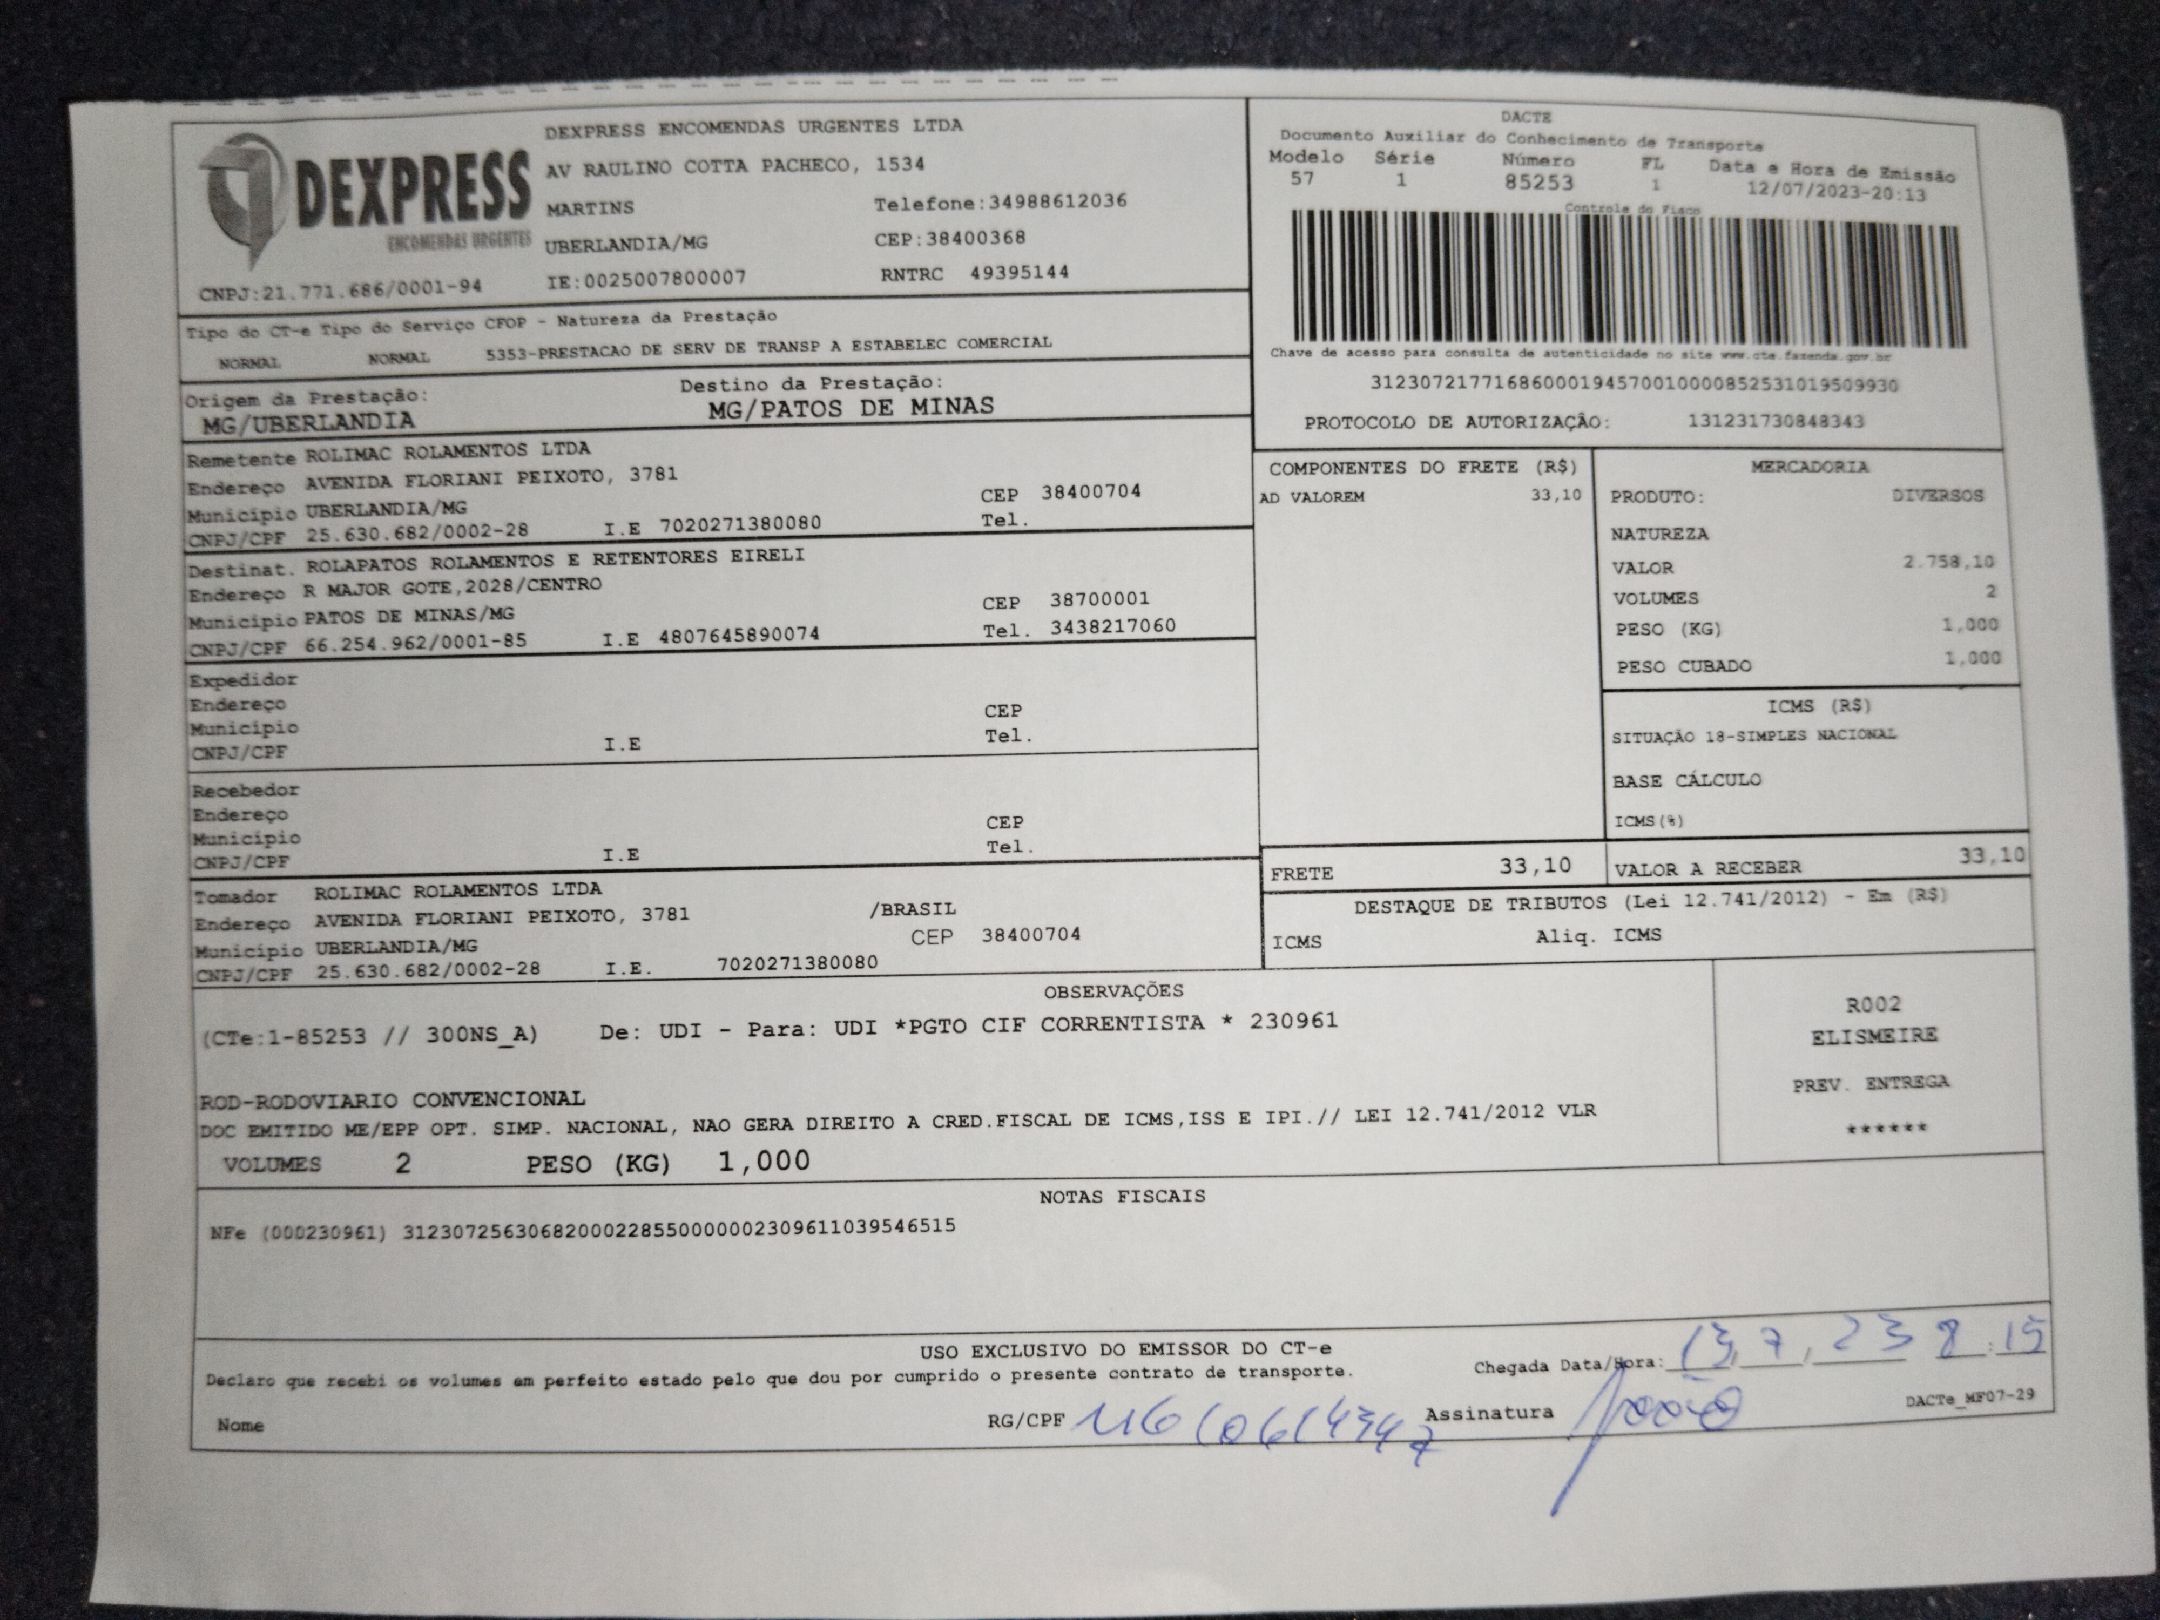 DEXPRESS
ENCOMENDAS URGENTES
CNPJ:21.771.686/0001-94
DEXPRESS ENCOMENDAS URGENTES LTDA
AV RAULINO COTTA PACHECO, 1534
MARTINS Telefone:34988612036
UBERLANDIA/MG CEP:38400368
IE:0025007800007 RNTRC 49395144
DACTE
Documento Auxiliar do Conhecimento de Transporte
Modelo Série Número FL Data e Hora de Emissão
57 1 85253 1 12/07/2023-20:13
Controle do Fisco
Chave de acesso para consulta de autenticidade no site www.cte.fazenda.gov.br
31230721771686000194570010000852531019509930
PROTOCOLO DE AUTORIZAÇÂO: 131231730848343
Tipo do CT-e Tipo do Serviço CFOP - Natureza da Prestação
NORMAL NORMAL 5353-PRESTACAO DE SERV DE TRANSP A ESTABELEC COMERCIAL
Origem da Prestação: Destino da Prestação:
MG/UBERLANDIA MG/PATOS DE MINAS
Remetente ROLIMAC ROLAMENTOS LTDA
Endereço AVENIDA FLORIANI PEIXOTO, 3781
Município UBERLANDIA/MG CEP 38400704
CNPJ/CPF 25.630.682/0002-28 I.E 7020271380080 Tel.
Destinat. ROLAPATOS ROLAMENTOS E RETENTORES EIRELI
Endereço R MAJOR GOTE,2028/CENTRO
Município PATOS DE MINAS/MG CEP 38700001
CNPJ/CPF 66.254.962/0001-85 I.E 4807645890074 Tel. 3438217060
Expedidor
Endereço
Município CEP
CNPJ/CPF I.E Tel.
Recebedor
Endereço
Município CEP
CNPJ/CPF I.E Tel.
Tomador ROLIMAC ROLAMENTOS LTDA
Endereço AVENIDA FLORIANI PEIXOTO, 3781 /BRASIL
Município UBERLANDIA/MG CEP 38400704
CNPJ/CPF 25.630.682/0002-28 I.E. 7020271380080
COMPONENTES DO FRETE (R$)
AD VALOREM 33,10
MERCADORIA
PRODUTO: DIVERSOS
NATUREZA
VALOR 2.758,10
VOLUMES 2
PESO (KG) 1,000
PESO CUBADO 1,000
ICMS (R$)
SITUAÇÃO 18-SIMPLES NACIONAL
BASE CÁLCULO
ICMS(%)
FRETE 33,10 VALOR A RECEBER 33,10
DESTAQUE DE TRIBUTOS (Lei 12.741/2012) - Em (R$)
ICMS Aliq. ICMS
OBSERVAÇÕES
(CTe:1-85253 // 300NS_A) De: UDI - Para: UDI *PGTO CIF CORRENTISTA * 230961
ROD-RODOVIARIO CONVENCIONAL
DOC EMITIDO ME/EPP OPT. SIMP. NACIONAL, NAO GERA DIREITO A CRED.FISCAL DE ICMS,ISS E IPI.// LEI 12.741/2012 VLR
VOLUMES 2 PESO (KG) 1,000
R002
ELISMEIRE
PREV. ENTREGA
******
NOTAS FISCAIS
NFe (000230961) 31230725630682000228550000002309611039546515
USO EXCLUSIVO DO EMISSOR DO CT-e
Declaro que recebi os volumes em perfeito estado pelo que dou por cumprido o presente contrato de transporte.
Chegada Data/Hora: 13,7,23 8:15
Nome RG/CPF Assinatura
DACTe_MF07-29